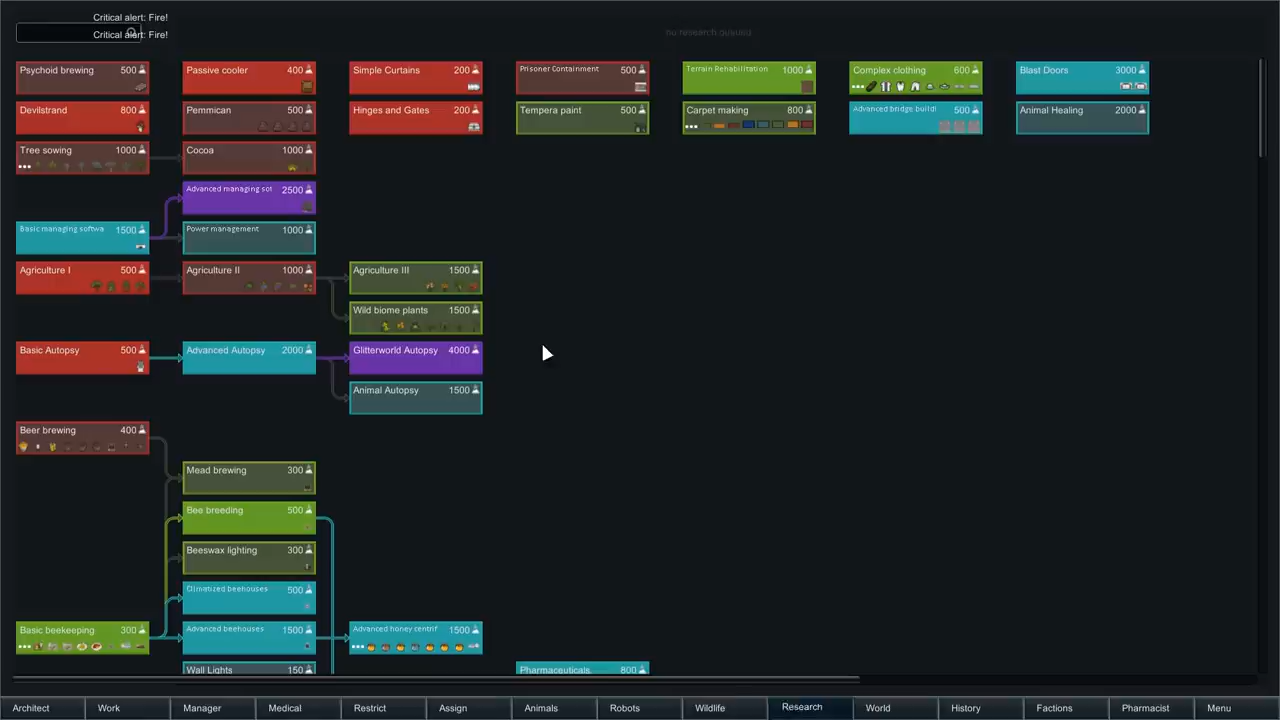 Critical alert: Fire!
Critical alert: Fire!
no research queued
Psychoid brewing 500
Passive cooler 400
Simple Curtains 200
Prisoner Containment 500
Terrain Rehabilitation 1000
Complex clothing 600
Blast Doors 3000
Devilstrand 800
Pemmican 500
Hinges and Gates 200
Tempera paint 500
Carpet making 800
Advanced bridge buildi 500
Animal Healing 2000
Tree sowing 1000
Cocoa 1000
Advanced managing sof 2500
Basic managing softwa 1500
Power management 1000
Agriculture I 500
Agriculture II 1000
Agriculture III 1500
Wild biome plants 1500
Basic Autopsy 500
Advanced Autopsy 2000
Glitterworld Autopsy 4000
Animal Autopsy 1500
Beer brewing 400
Mead brewing 300
Bee breeding 500
Beeswax lighting 300
Climatized beehouses 500
Basic beekeeping 300
Advanced beehouses 1500
Advanced honey centrif 1500
Wall Lights 150
Pharmaceuticals 800
Architect Work Manager Medical Restrict Assign Animals Robots Wildlife Research World History Factions Pharmacist Menu